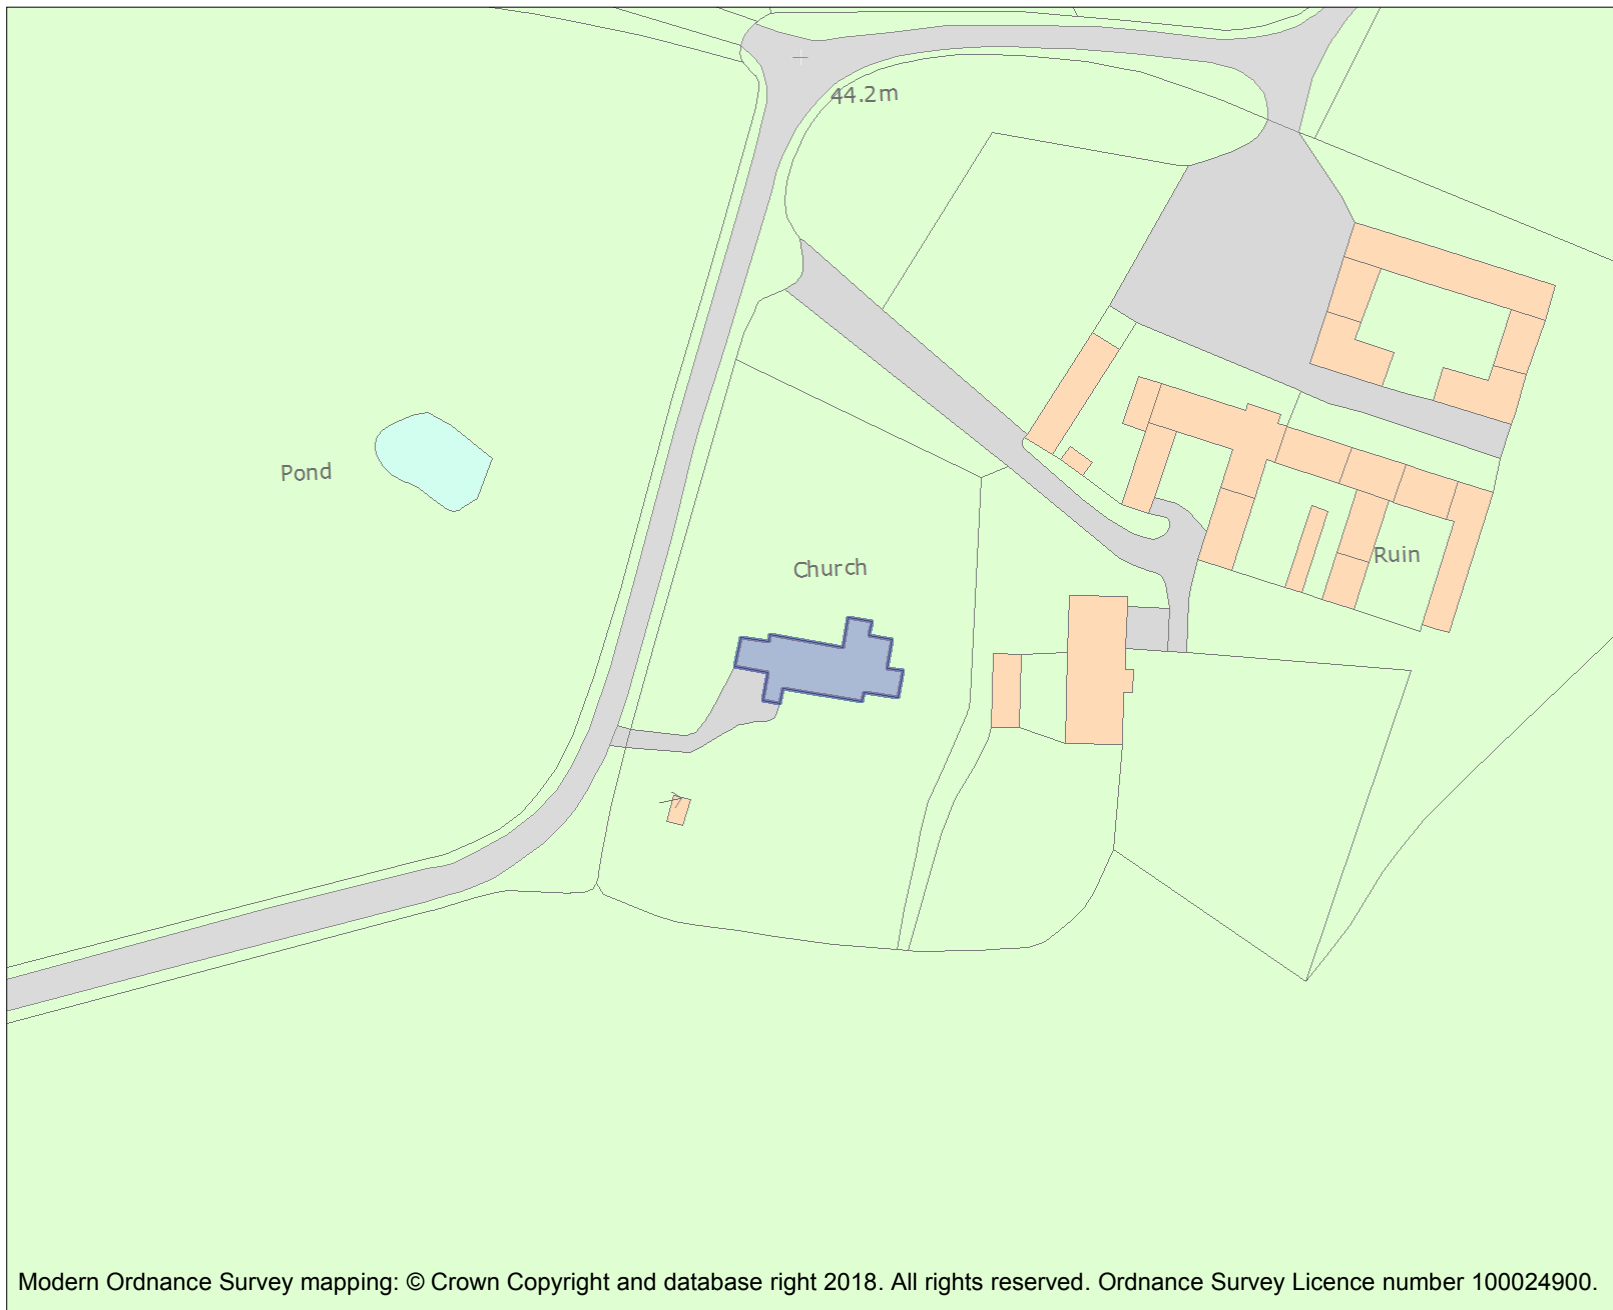 44.2m
Pond
Church
Ruin
Modern Ordnance Survey mapping: © Crown Copyright and database right 2018. All rights reserved. Ordnance Survey Licence number 100024900.